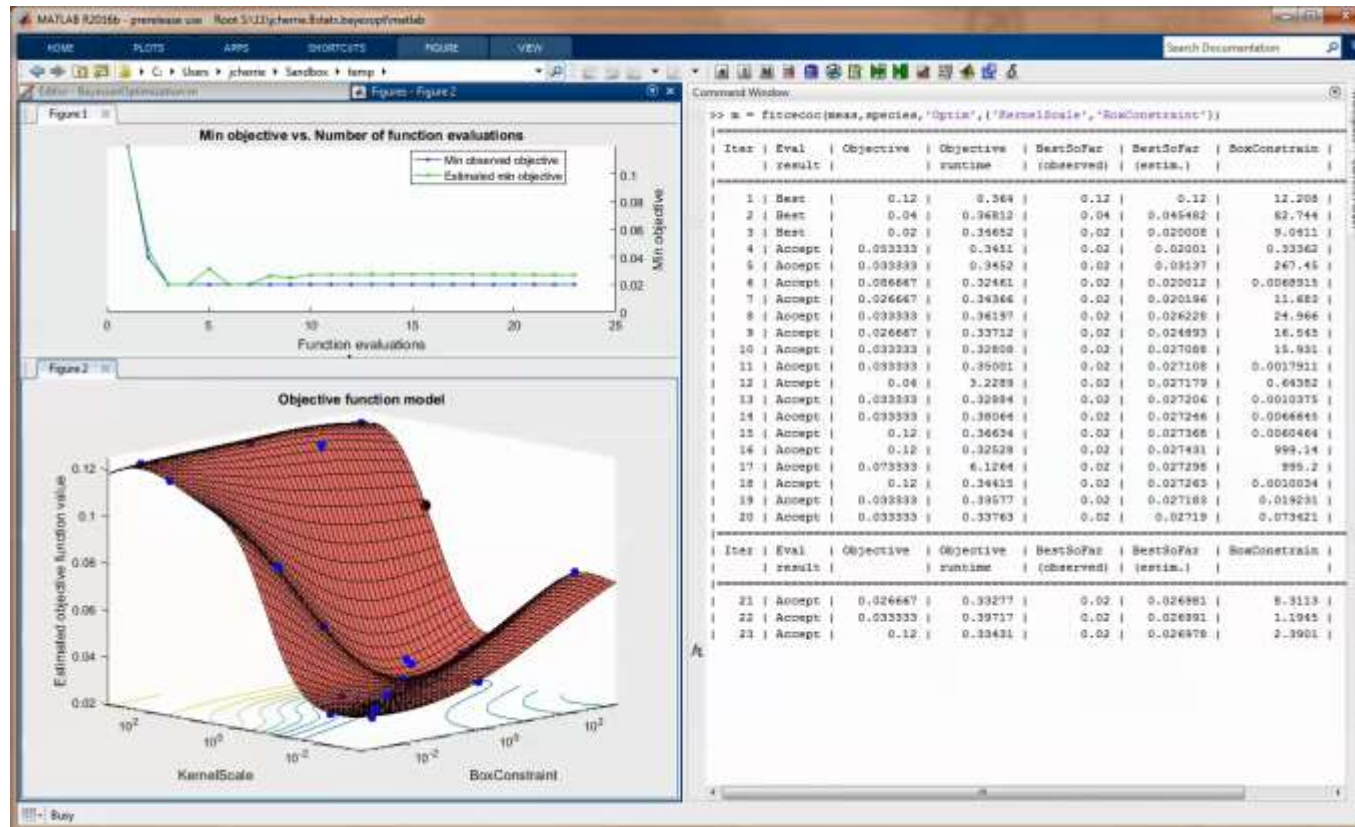 MATLAB R2016b - prerelease use
HOME PLOTS APPS SHORTCUTS FIGURE VIEW
Search Documentation
C: Users jcherrie Sandbox temp
Figures - Figure 2
Figure 1
Min objective vs. Number of function evaluations
Min observed objective
Estimated min objective
0.1
0.08
0.06
0.04
0.02
0
Min objective
0 5 10 15 20 25
Function evaluations
Figure 2
Objective function model
0.12
0.1
0.08
0.06
0.04
0.02
Estimated objective function value
10² 10⁰ 10⁻²
KernelScale
10⁻² 10⁰ 10²
BoxConstraint
Command Window
>> m = fitcecoc(meas,species,'Optim',{'KernelScale','BoxConstraint'});
| Iter | Eval | Objective | Objective | BestSoFar | BestSoFar | BoxConstrain |
| | result | | runtime | (observed) | (estim.) | |
| 1 | Best | 0.12 | 0.364 | 0.12 | 0.12 | 12.208 |
| 2 | Best | 0.04 | 0.36812 | 0.04 | 0.045482 | 82.744 |
| 3 | Best | 0.02 | 0.34652 | 0.02 | 0.020008 |
| 4 | Accept | 0.3451 | 0.02 | 0.02001 | 0.33362 |
| 5 | Accept | 0.033333 | 0.3452 | 0.02 | 0.03137 | 267.45 |
| 6 | Accept | 0.086667 | 0.32461 | 0.02 | 0.020012 | 0.0068915 |
| 7 | Accept | 0.026667 | 0.34366 | 0.02 | 0.020196 | 11.682 |
| 8 | Accept | 0.033333 | 0.36197 | 0.02 | 0.026228 | 24.966 |
| 9 | Accept | 0.026667 | 0.33712 | 0.02 | 0.024893 | 16.545 |
| 10 | Accept | 0.033333 | 0.32808 | 0.02 | 0.027088 | 15.931 |
| 11 | Accept | 0.033333 | 0.35001 | 0.02 | 0.027108 | 0.0017911 |
| 12 | Accept | 0.04 | 3.2289 | 0.02 | 0.027179 | 0.64382 |
| 13 | Accept | 0.033333 | 0.32984 | 0.02 | 0.027206 | 0.0010375 |
| 14 | Accept | 0.033333 | 0.38064 | 0.02 | 0.027246 | 0.0066645 |
| 15 | Accept | 0.12 | 0.36634 | 0.02 | 0.027368 | 0.0060464 |
| 16 | Accept | 0.12 | 0.32528 | 0.02 | 0.027431 | 999.14 |
| 17 | Accept | 0.073333 | 6.1264 | 0.02 | 0.027298 | 995.2 |
| 18 | Accept | 0.12 | 0.34415 | 0.02 | 0.027263 | 0.0010034 |
| 19 | Accept | 0.033333 | 0.33577 | 0.02 | 0.027183 | 0.019231 |
| 20 | Accept | 0.033333 | 0.33763 | 0.02 | 0.02719 | 0.073421 |
| Iter | Eval | Objective | Objective | BestSoFar | BestSoFar | BoxConstrain |
| | result | | runtime | (observed) | (estim.) | |
| 21 | Accept | 0.026667 | 0.33277 | 0.02 | 0.026981 | 8.3113 |
| 22 | Accept | 0.033333 | 0.39717 | 0.02 | 0.026891 | 1.1945 |
| 23 | Accept | 0.12 | 0.33431 | 0.02 | 0.026978 | 2.3901 |
Busy